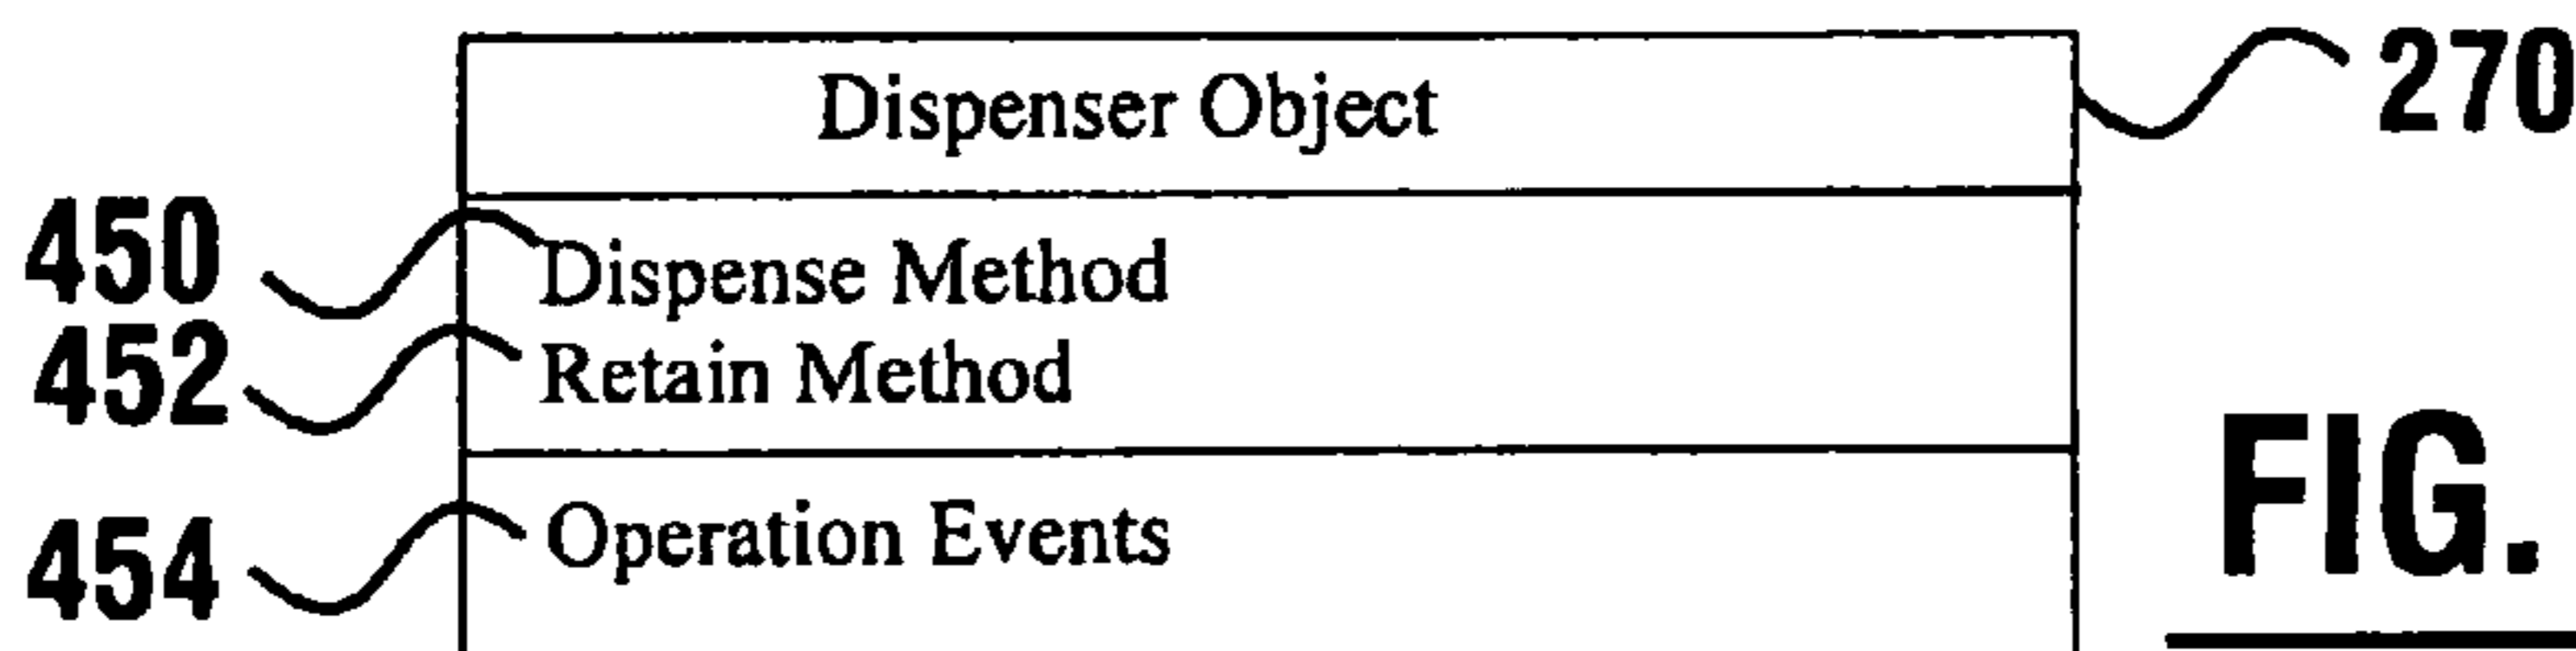 Dispenser Object
270
450
Dispense Method
452
Retain Method
454
Operation Events
FIG.